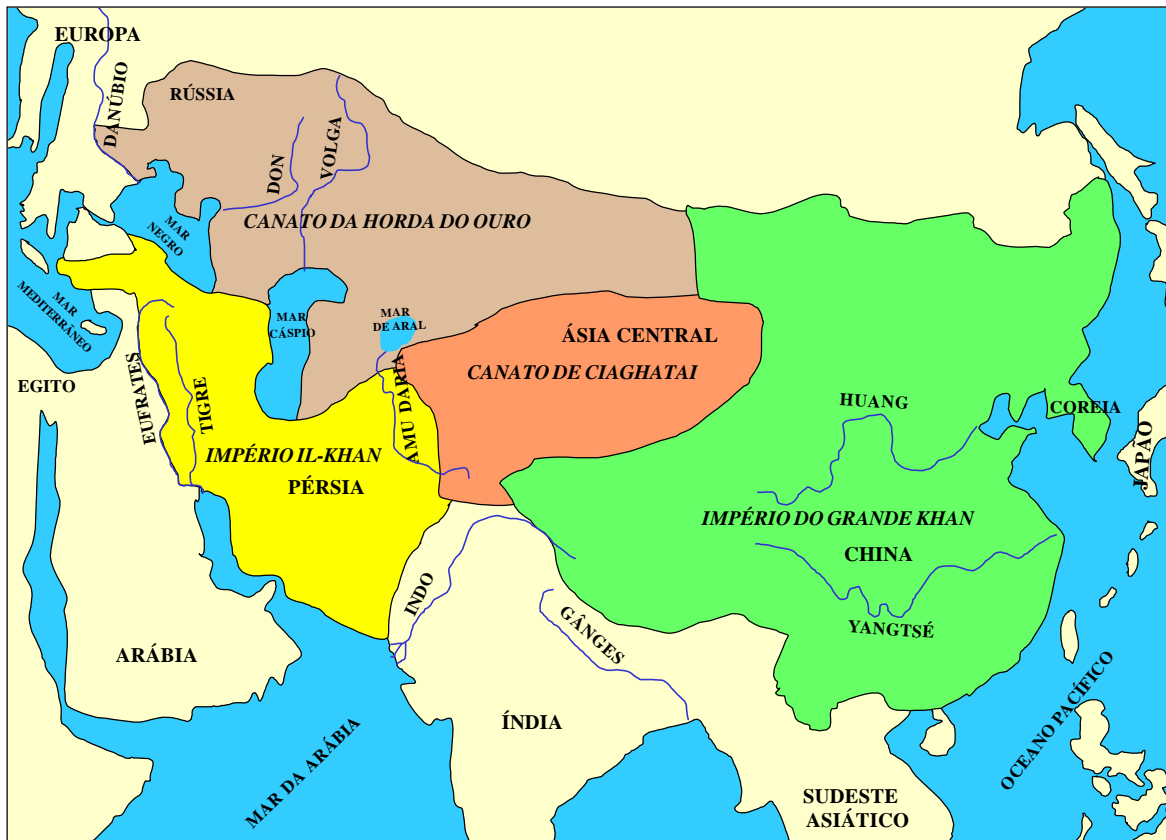 EUROPA
DANÚBIO
RÚSSIA
DON
VOLGA
CANATO DA HORDA DO OURO
MAR
NEGRO
MAR
MEDITERRÂNEO
MAR
CÁSPIO
MAR
DE ARAL
ÁSIA CENTRAL
CANATO DE CIAGHATAI
EGITO
EUFRATES
TIGRE
AMU DARIA
IMPÉRIO IL-KHAN
PÉRSIA
HUANG
COREIA
JAPÃO
IMPÉRIO DO GRANDE KHAN
CHINA
YANGTSÉ
INDO
GÂNGES
ARÁBIA
ÍNDIA
MAR DA ARÁBIA
OCEANO PACÍFICO
SUDESTE
ASIÁTICO